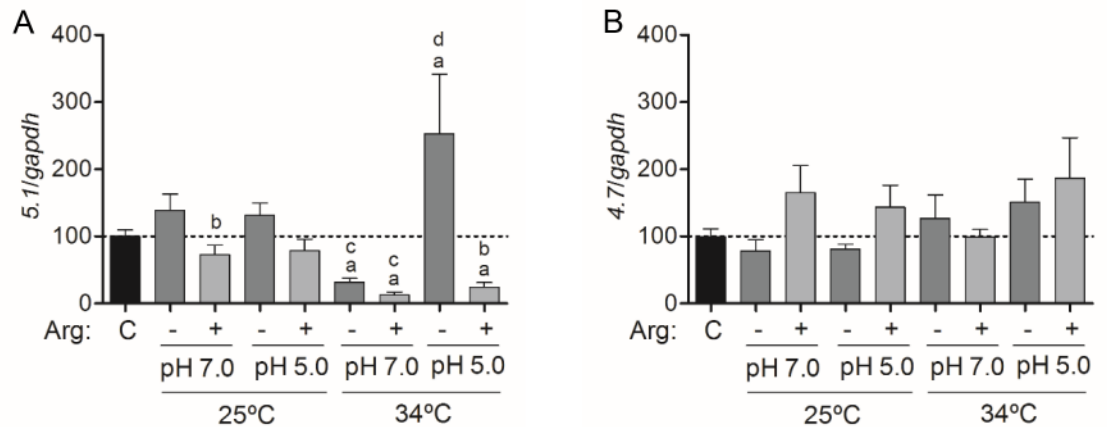 A
400
300
200
100
0
5.1/gapdh
b
c
a
c
a
d
a
b
a
Arg: C - + - + - + - +
pH 7.0 pH 5.0 pH 7.0 pH 5.0
25ºC 34ºC
B
400
300
200
100
0
4.7/gapdh
Arg: C - + - + - + - +
pH 7.0 pH 5.0 pH 7.0 pH 5.0
25ºC 34ºC